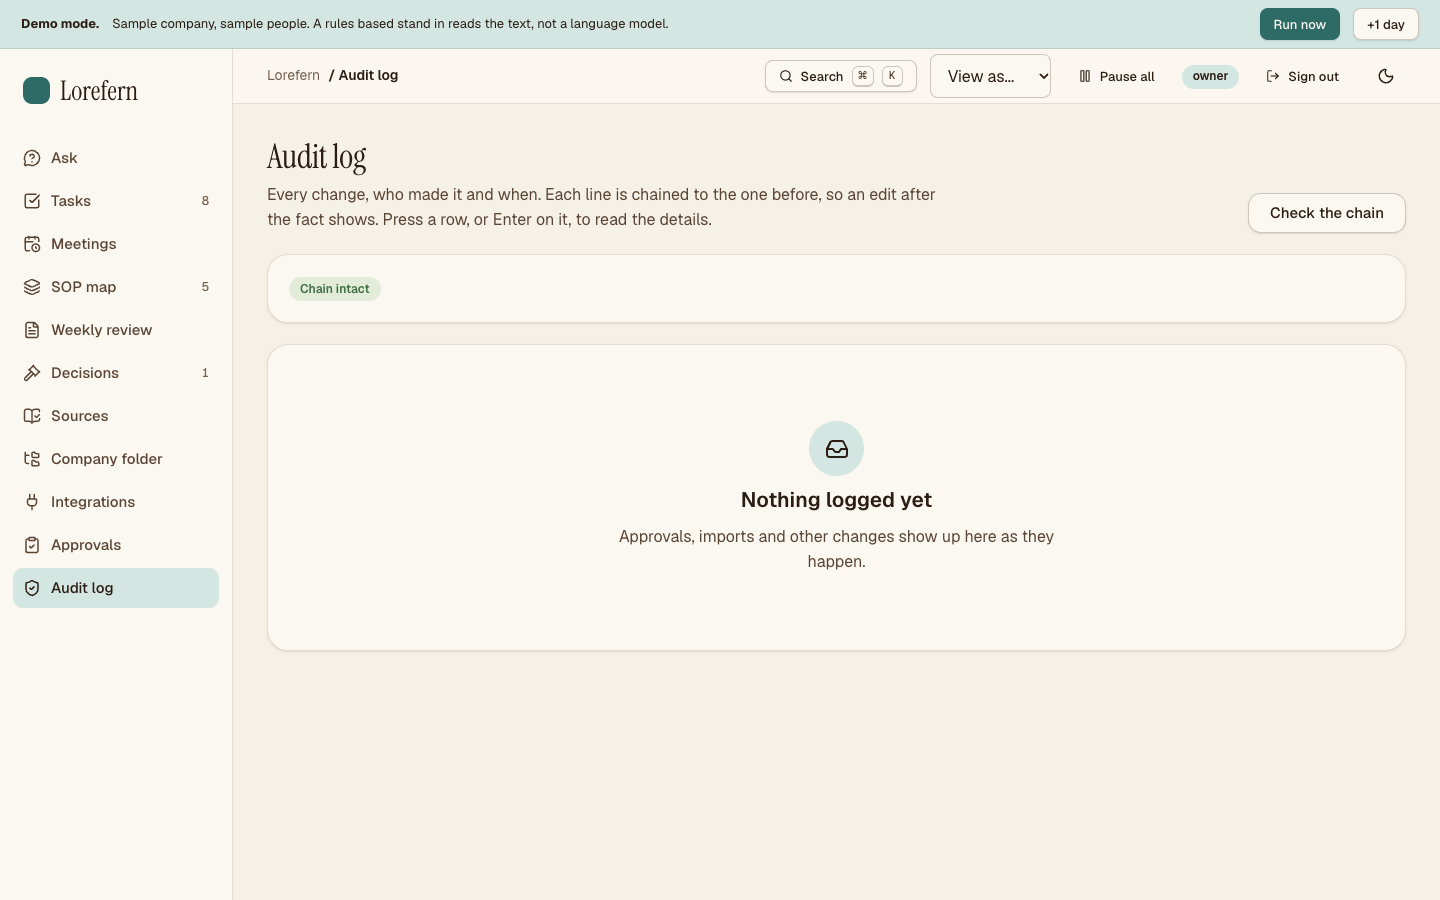 Demo mode. Sample company, sample people. A rules based stand in reads the text, not a language model.
Run now
+1 day
Lorefern
Lorefern / Audit log
Search ⌘ K
View as...
Pause all
owner
Sign out
Ask
Tasks 8
Meetings
SOP map 5
Weekly review
Decisions 1
Sources
Company folder
Integrations
Approvals
Audit log
Audit log
Every change, who made it and when. Each line is chained to the one before, so an edit after
the fact shows. Press a row, or Enter on it, to read the details.
Check the chain
Chain intact
Nothing logged yet
Approvals, imports and other changes show up here as they
happen.